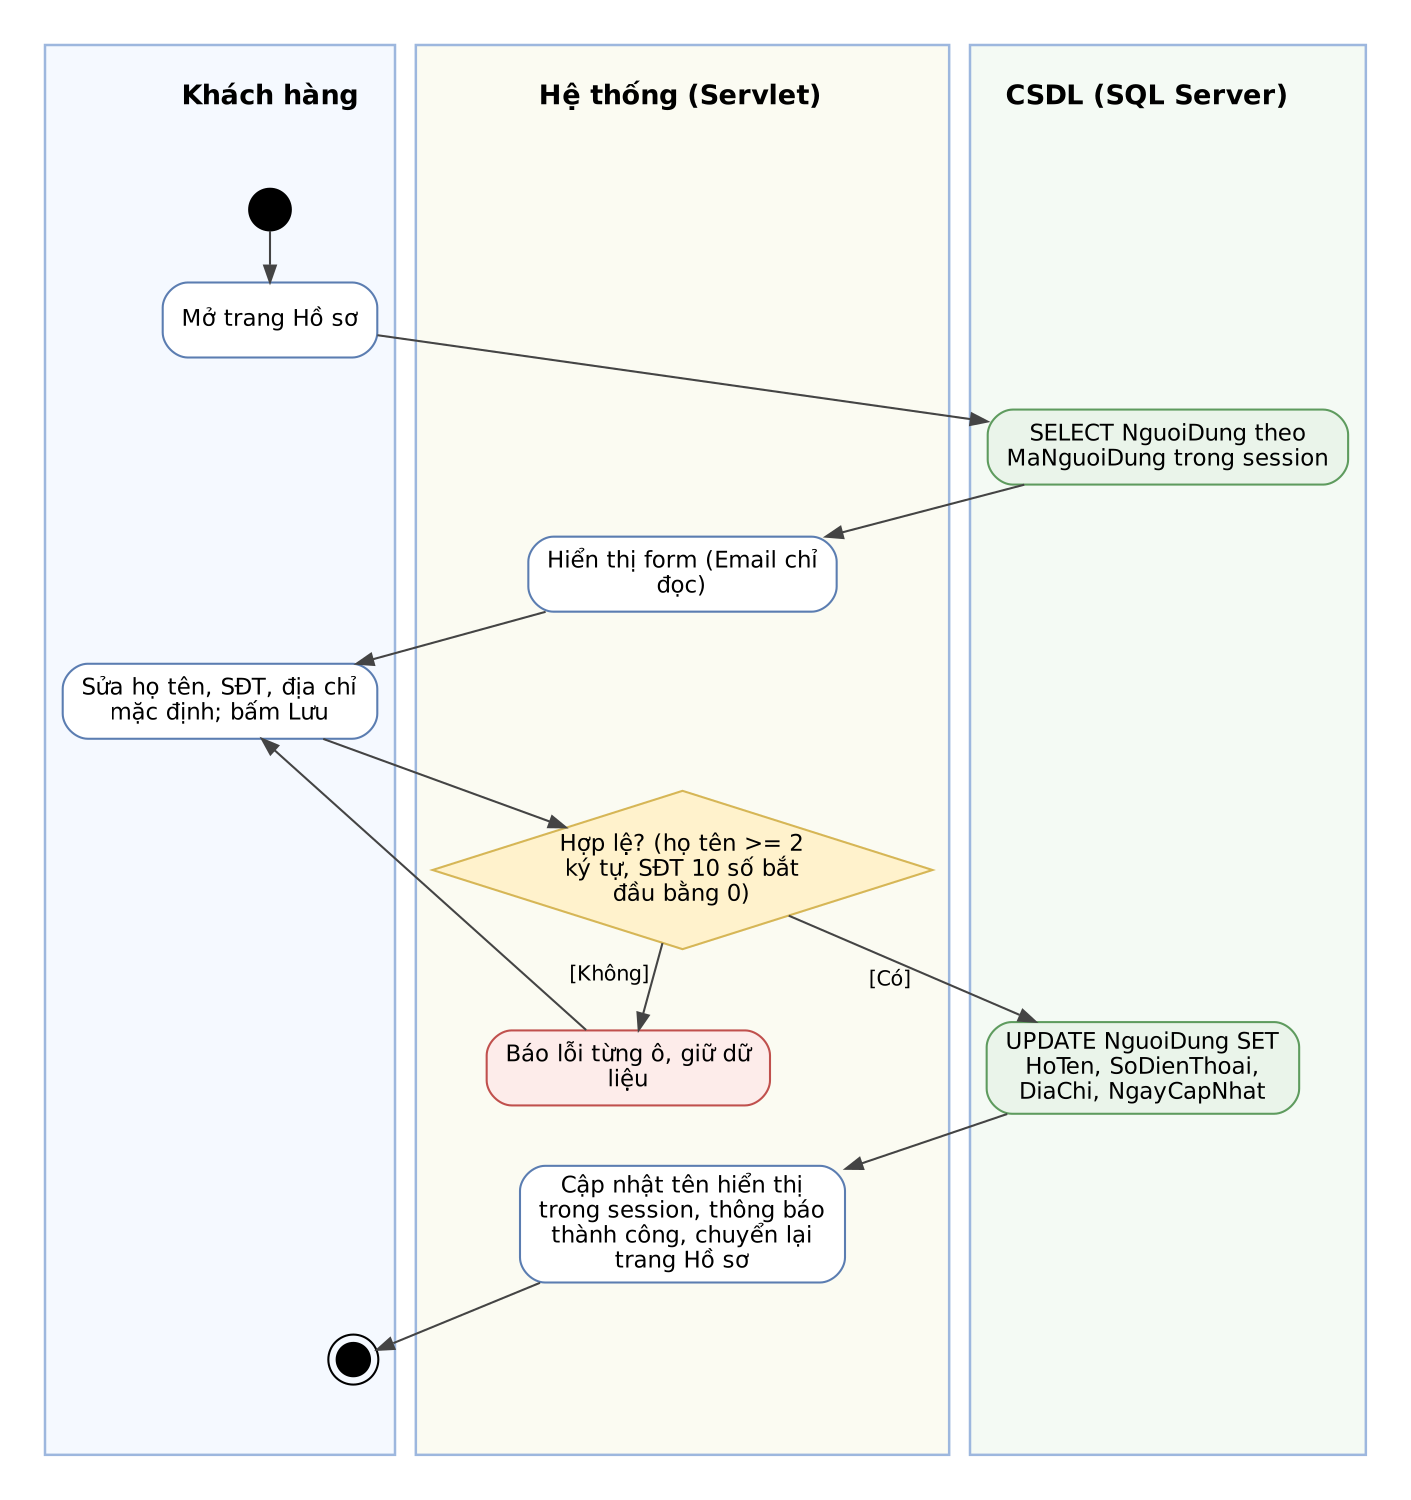 Khách hàng
Hệ thống (Servlet)
CSDL (SQL Server)
Mở trang Hồ sơ
SELECT NguoiDung theo
MaNguoiDung trong session
Hiển thị form (Email chỉ
đọc)
Sửa họ tên, SĐT, địa chỉ
mặc định; bấm Lưu
Hợp lệ? (họ tên >= 2
ký tự, SĐT 10 số bắt
đầu bằng 0)
[Không]
[Có]
Báo lỗi từng ô, giữ dữ
liệu
UPDATE NguoiDung SET
HoTen, SoDienThoai,
DiaChi, NgayCapNhat
Cập nhật tên hiển thị
trong session, thông báo
thành công, chuyển lại
trang Hồ sơ